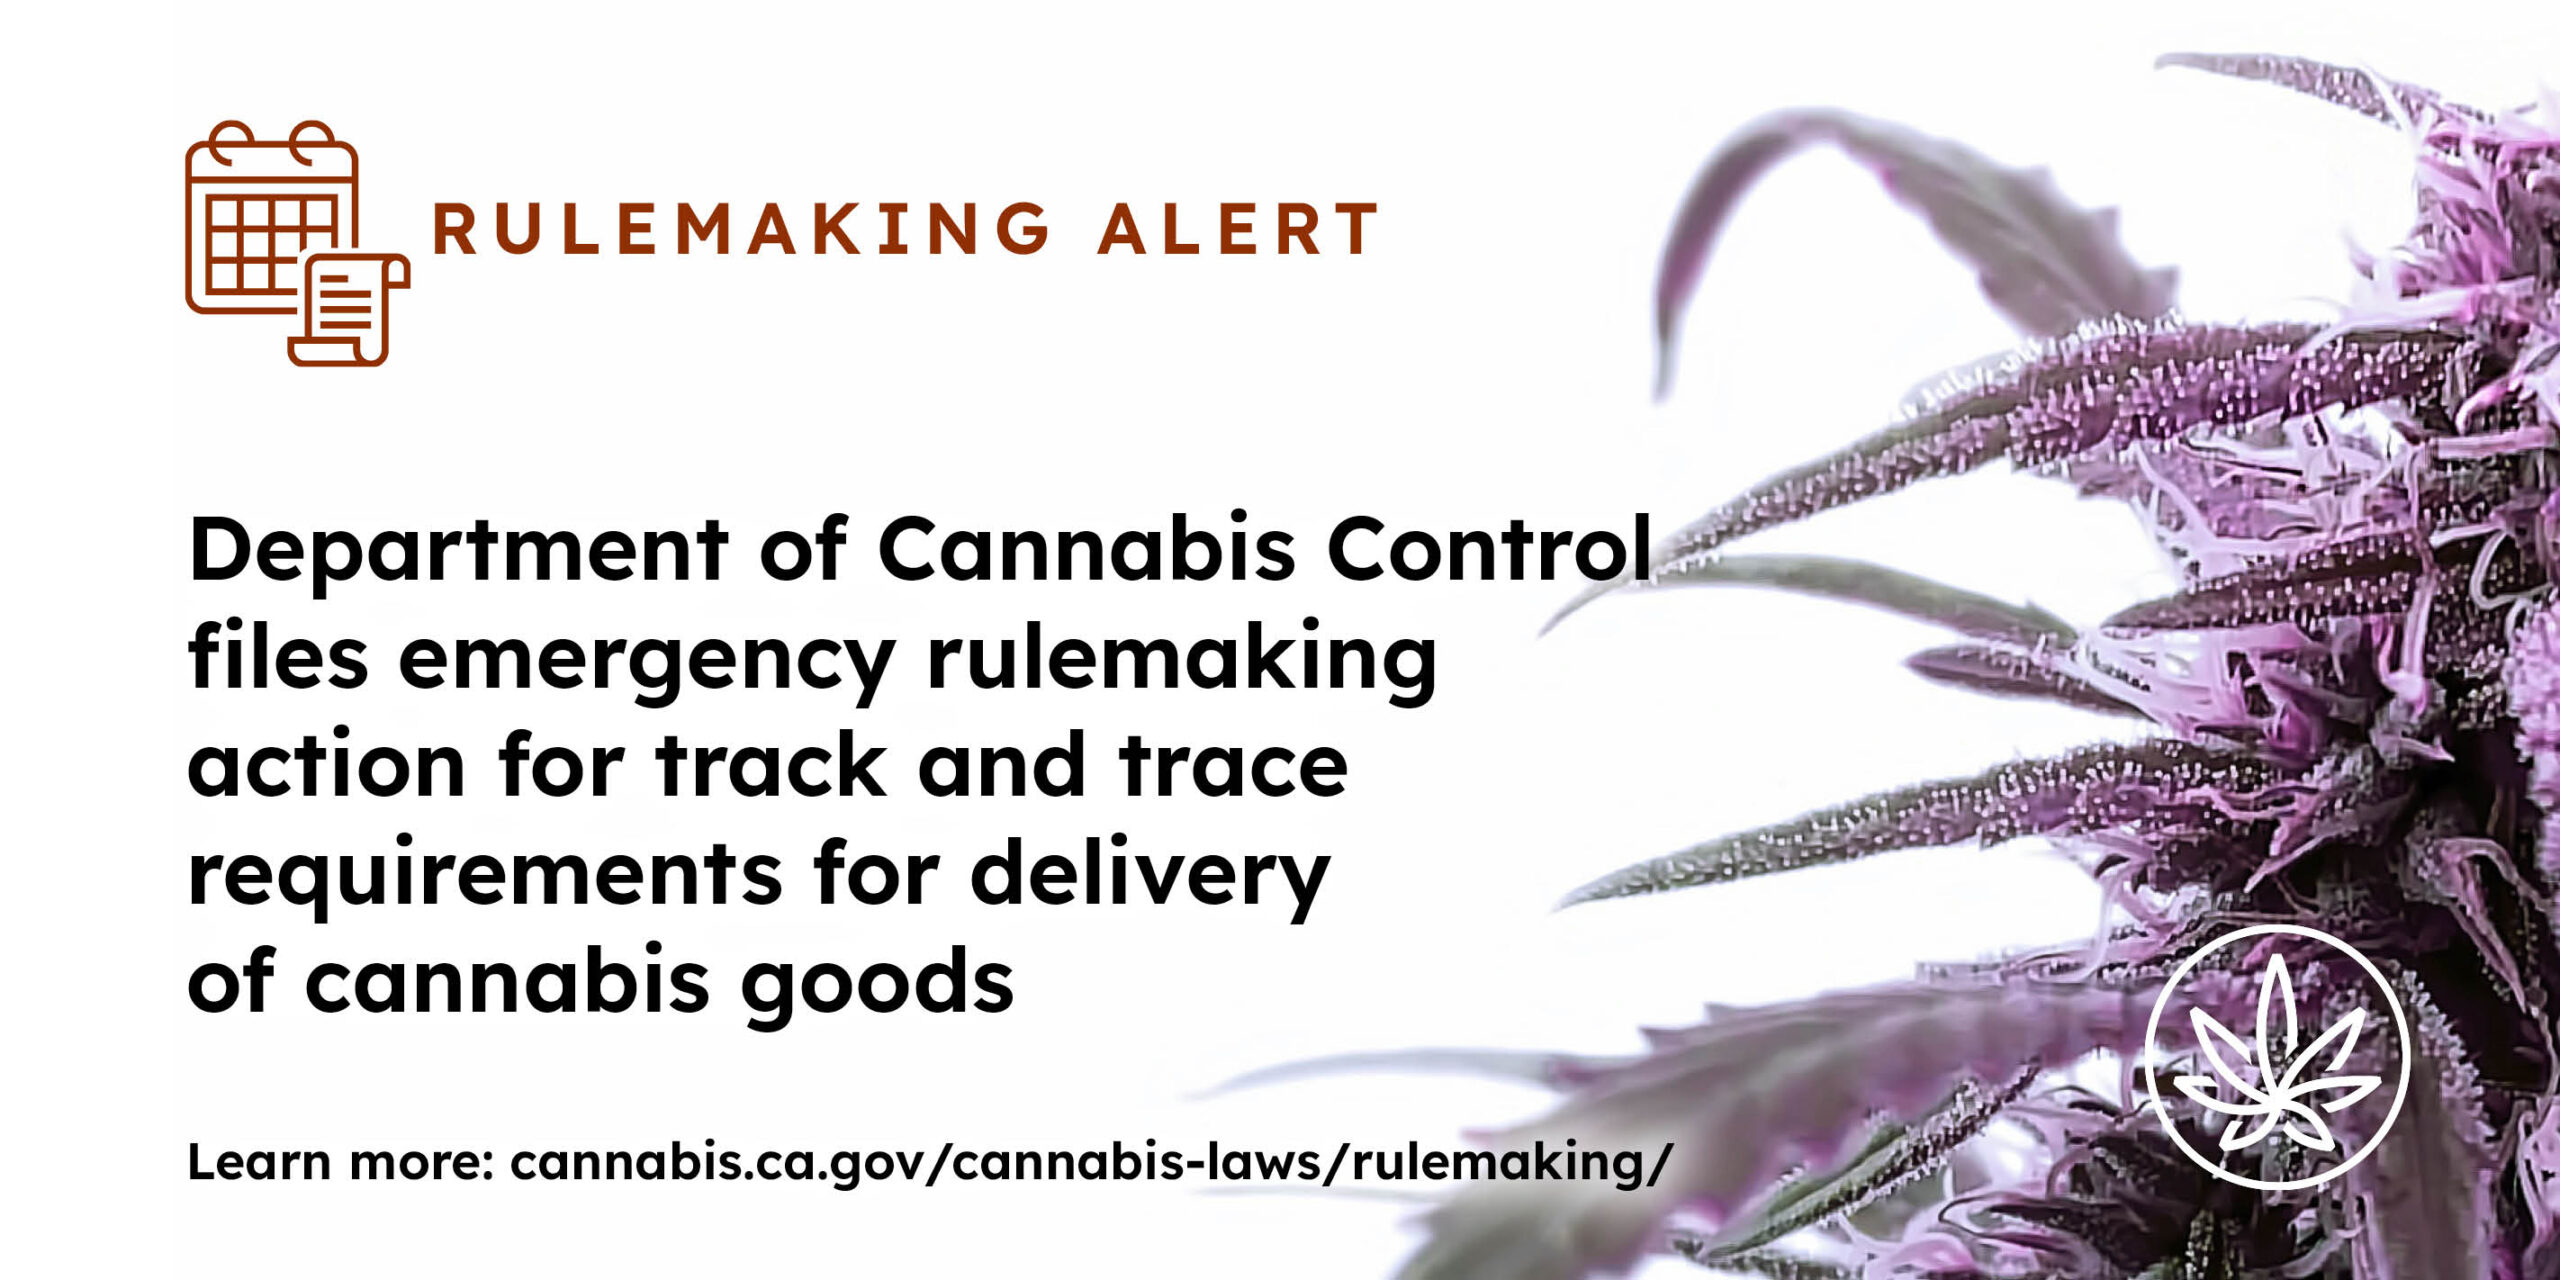 RULEMAKING ALERT
Department of Cannabis Control
files emergency rulemaking
action for track and trace
requirements for delivery
of cannabis goods
Learn more: cannabis.ca.gov/cannabis-laws/rulemaking/